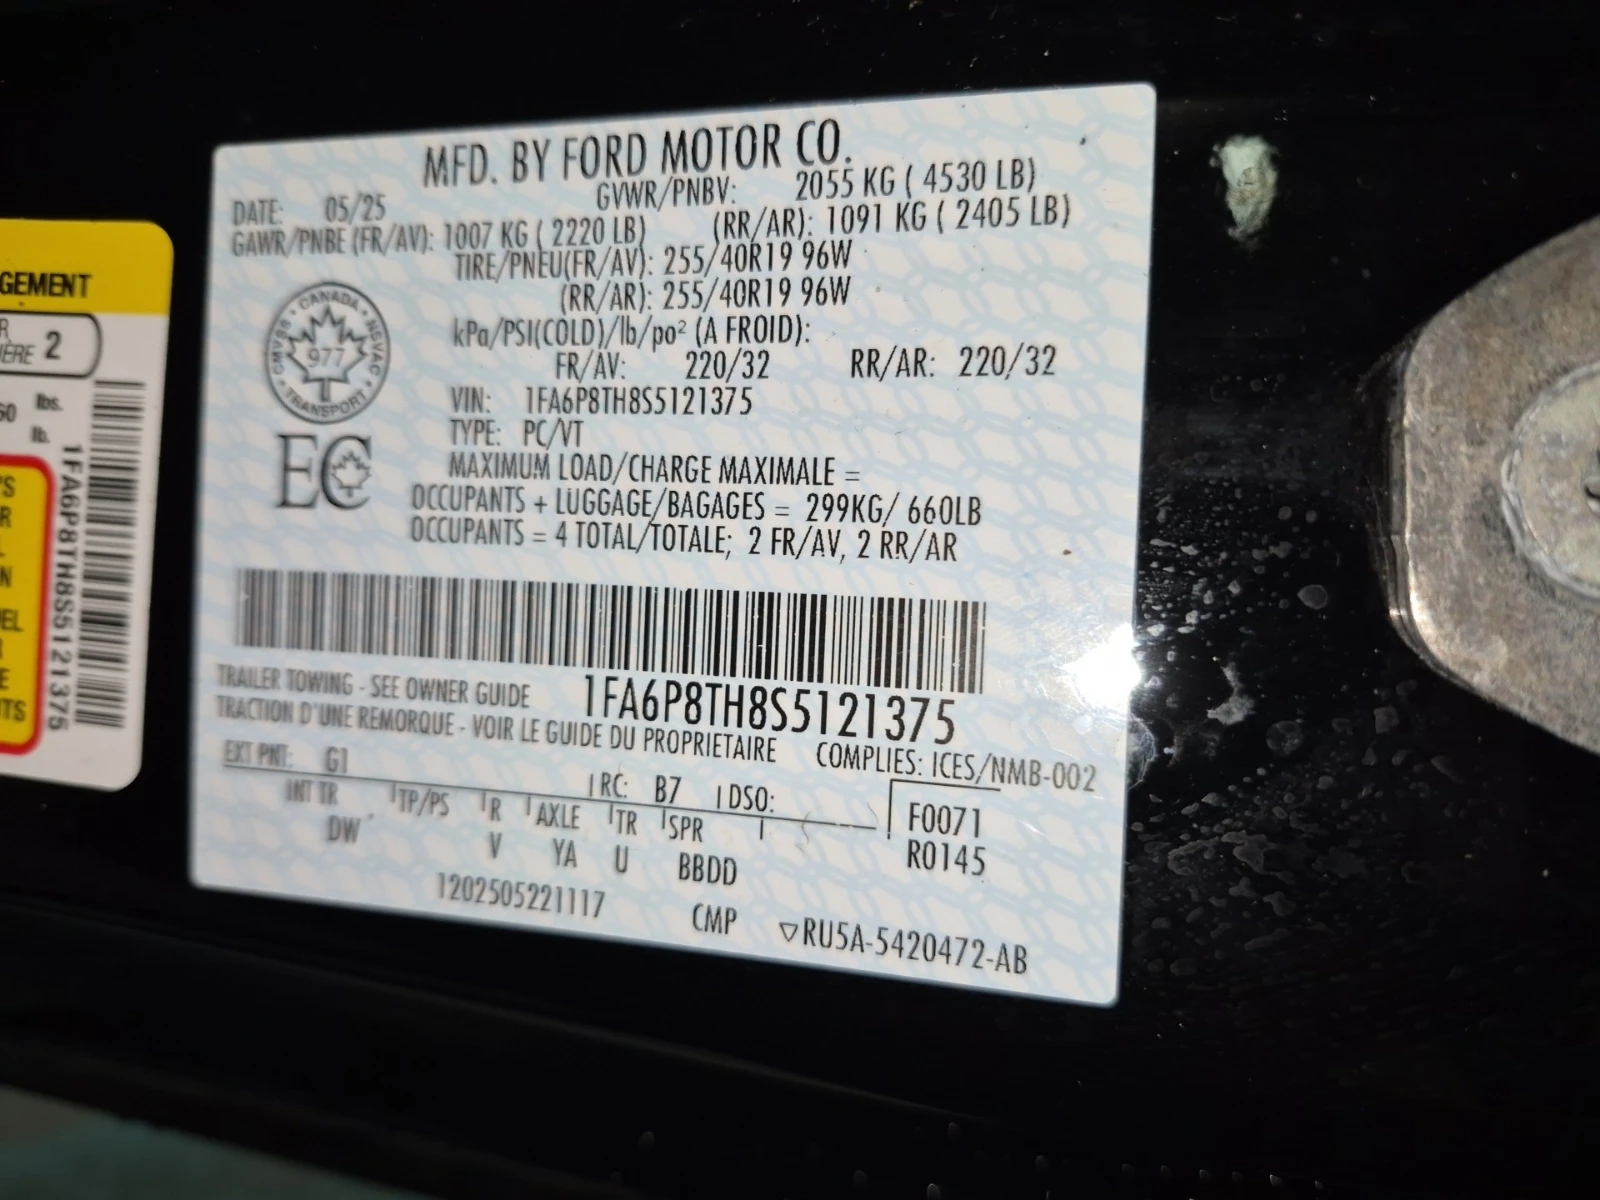 MFD. BY FORD MOTOR CO.
DATE: 05/25 GVWR/PNBV: 2055 KG ( 4530 LB)
GAWR/PNBE (FR/AV): 1007 KG ( 2220 LB) (RR/AR): 1091 KG ( 2405 LB)
TIRE/PNEU(FR/AV): 255/40R19 96W
(RR/AR): 255/40R19 96W
kPa/PSI(COLD)/lb/po² (A FROID):
FR/AV: 220/32 RR/AR: 220/32
VIN: 1FA6P8TH8S5121375
TYPE: PC/VT
MAXIMUM LOAD/CHARGE MAXIMALE =
OCCUPANTS + LUGGAGE/BAGAGES = 299KG/ 660LB
OCCUPANTS = 4 TOTAL/TOTALE; 2 FR/AV, 2 RR/AR
CANADA • NSVAC • TRANSPORT • CMVSS
977
EC
1FA6P8TH8S5121375
TRAILER TOWING - SEE OWNER GUIDE
TRACTION D'UNE REMORQUE - VOIR LE GUIDE DU PROPRIETAIRE
COMPLIES: ICES/NMB-002
EXT PNT: G1 RC: B7 DSO:
INT TR TP/PS R AXLE TR SPR
DW V YA U BBDD
F0071
R0145
1202505221117 CMP ▽RU5A-5420472-AB
GEMENT
2
lbs.
lb.
1FA6P8TH8S5121375